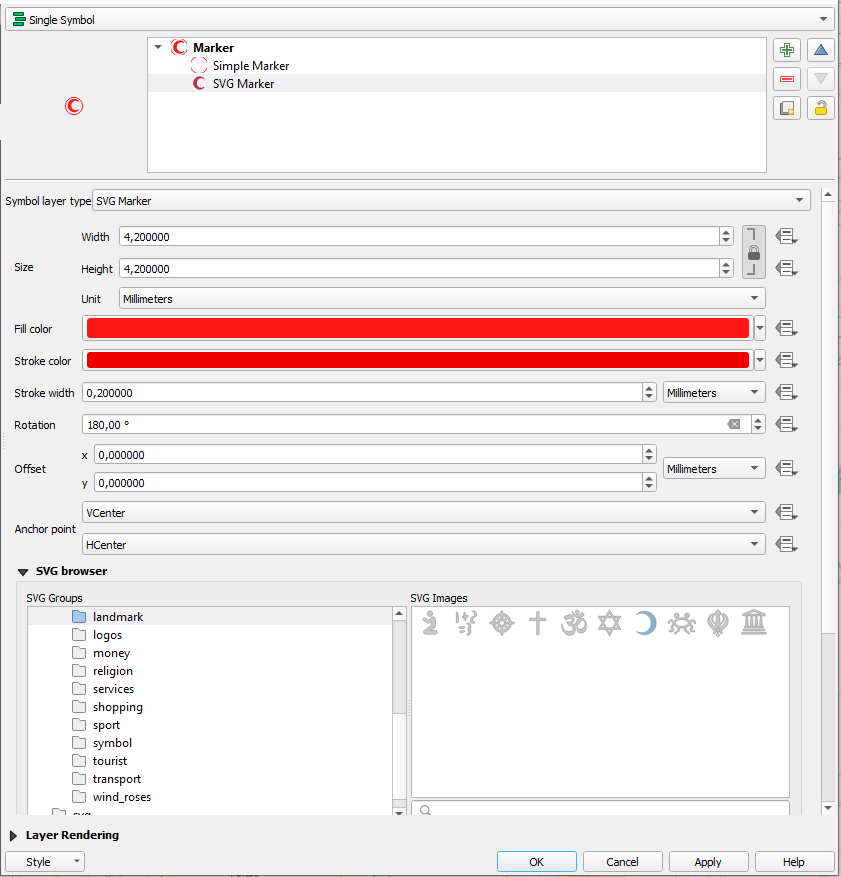 Single Symbol
Marker
Simple Marker
SVG Marker
Symbol layer type SVG Marker
Size
Width 4,200000
Height 4,200000
Unit Millimeters
Fill color
Stroke color
Stroke width 0,200000 Millimeters
Rotation 180,00 °
Offset
x 0,000000
Millimeters
y 0,000000
Anchor point
VCenter
HCenter
SVG browser
SVG Groups
landmark
logos
money
religion
services
shopping
sport
symbol
tourist
transport
wind_roses
SVG Images
Layer Rendering
Style OK Cancel Apply Help